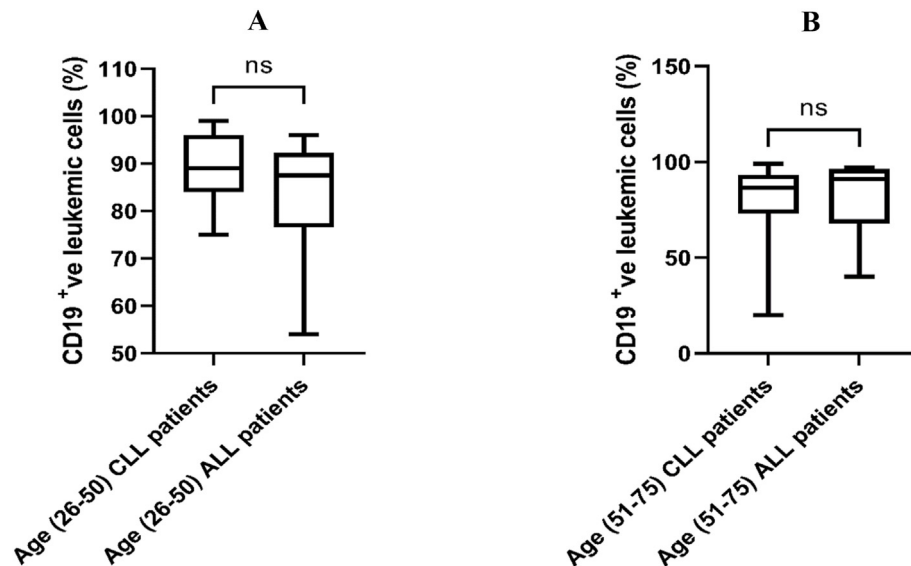 A
CD19 +ve leukemic cells (%)
110
100
90
80
70
60
50
ns
Age (26-50) CLL patients
Age (26-50) ALL patients
B
CD19 +ve leukemic cells (%)
150
100
50
0
ns
Age (51-75) CLL patients
Age (51-75) ALL patients